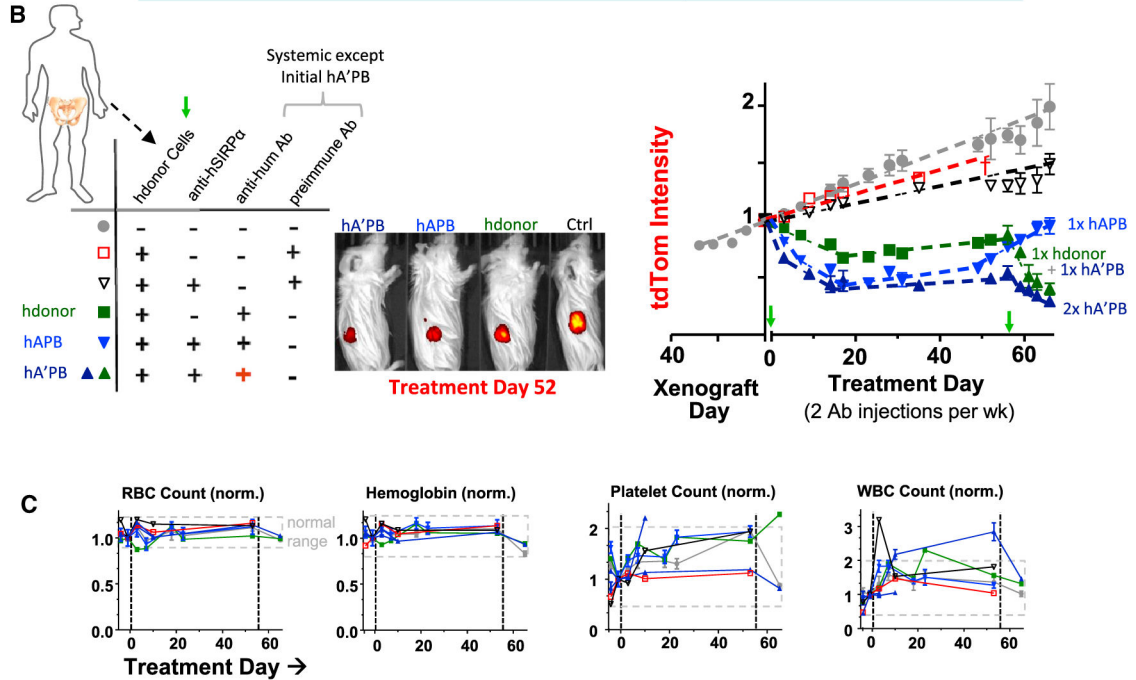 B
Systemic except
Initial hA’PB
hdonor Cells
anti-hSIRPα
anti-hum Ab
preimmune Ab
- - - -
+ - - +
+ + - +
hdonor + - + -
hAPB + + + -
hA’PB + + + -
hA’PB hAPB hdonor Ctrl
Treatment Day 52
tdTom Intensity
2
1
1x hAPB
1x hdonor
+ 1x hA’PB
2x hA’PB
†
40 0 20 40 60
Xenograft
Day
Treatment Day
(2 Ab injections per wk)
C
RBC Count (norm.)
1.0
0.5
0.0
normal
range
0 20 40 60
Hemoglobin (norm.)
1.0
0.5
0.0
0 20 40 60
Platelet Count (norm.)
2
1
0
0 20 40 60
WBC Count (norm.)
3
2
1
0
0 20 40 60
Treatment Day →